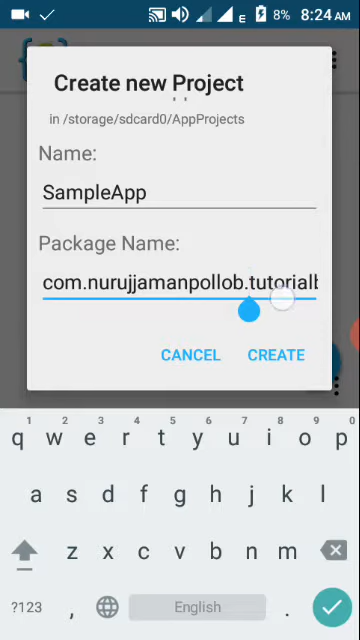 E 8% 8:24 AM
Create new Project
in /storage/sdcard0/AppProjects
Name:
SampleApp
Package Name:
com.nurujjamanpollob.tutorialb
CANCEL CREATE
1 2 3 4 5 6 7 8 9 0
q w e r t y u i o p
a s d f g h j k l
z x c v b n m
?123 , English .